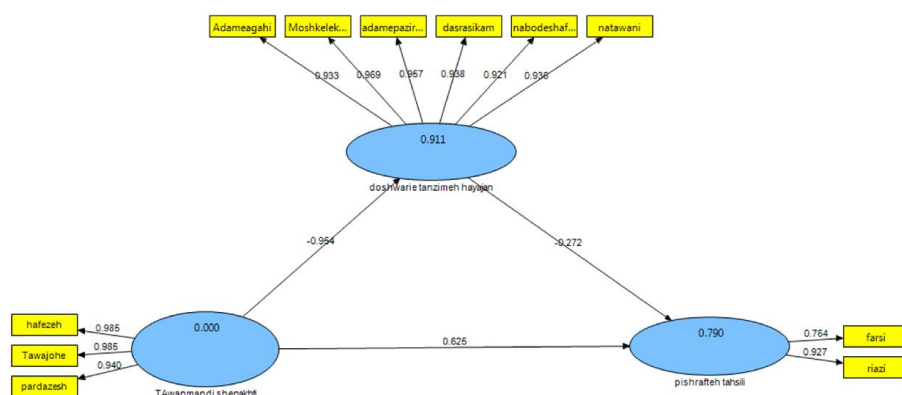 Adameagahi Moshkelek... adamepazir... dasrasikam nabodeshaf... natawani
0.933 0.969 0.957 0.938 0.921 0.936
0.911
doshwarie tanzimeh hayajan
-0.954 -0.272
hafezeh 0.985
Tawajohe 0.985
pardazesh 0.940
0.000
TAwanmandi shenakhti
0.625
0.790
pishrafteh tahsili
0.764 farsi
0.927 riazi